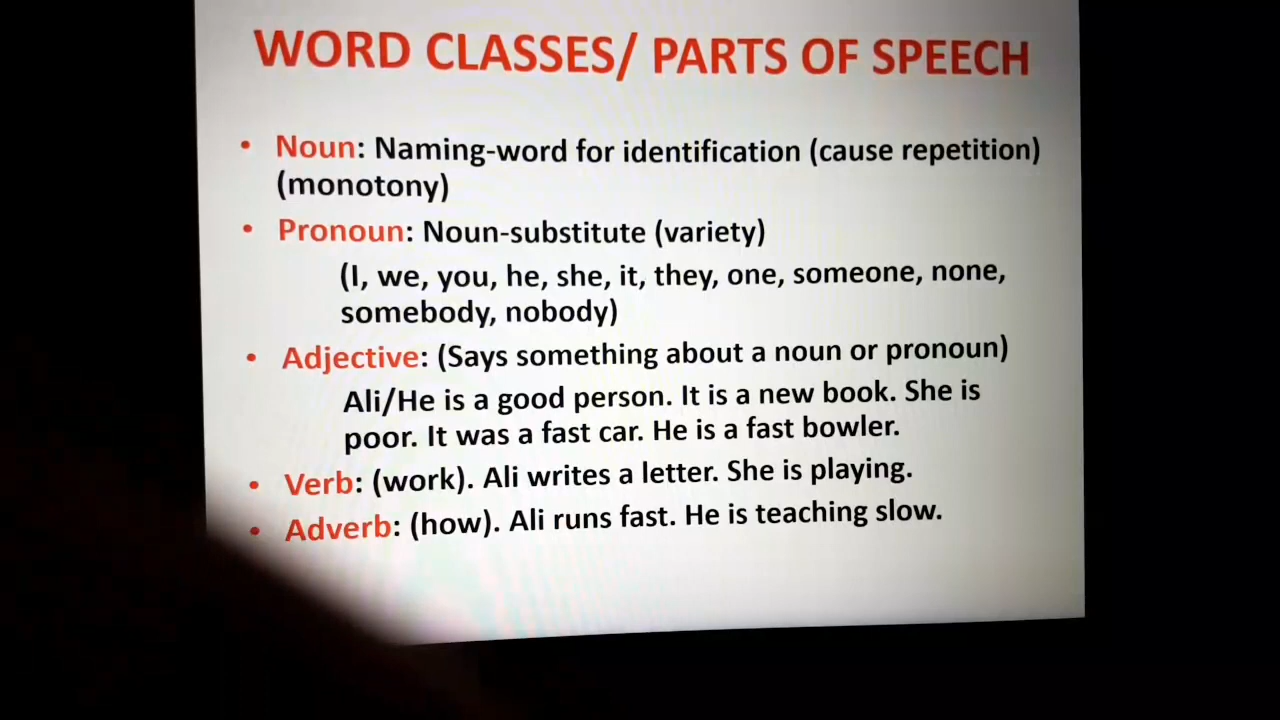 WORD CLASSES/ PARTS OF SPEECH
• Noun: Naming-word for identification (cause repetition)
(monotony)
• Pronoun: Noun-substitute (variety)
(I, we, you, he, she, it, they, one, someone, none,
somebody, nobody)
• Adjective: (Says something about a noun or pronoun)
Ali/He is a good person. It is a new book. She is
poor. It was a fast car. He is a fast bowler.
• Verb: (work). Ali writes a letter. She is playing.
• Adverb: (how). Ali runs fast. He is teaching slow.